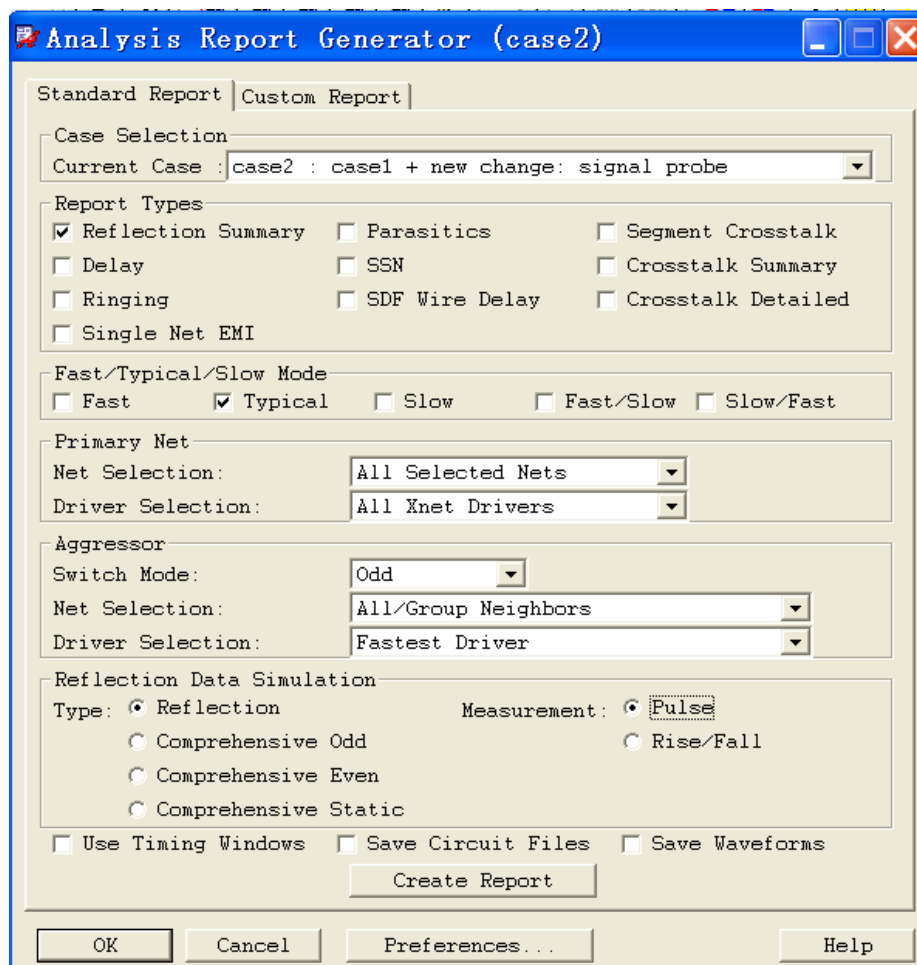 Analysis Report Generator (case2)
Standard Report Custom Report
Case Selection
Current Case : case2 : case1 + new change: signal probe
Report Types
Reflection Summary Parasitics Segment Crosstalk
Delay SSN Crosstalk Summary
Ringing SDF Wire Delay Crosstalk Detailed
Single Net EMI
Fast/Typical/Slow Mode
Fast Typical Slow Fast/Slow Slow/Fast
Primary Net
Net Selection: All Selected Nets
Driver Selection: All Xnet Drivers
Aggressor
Switch Mode: Odd
Net Selection: All/Group Neighbors
Driver Selection: Fastest Driver
Reflection Data Simulation
Type: Reflection Measurement: Pulse
Comprehensive Odd Rise/Fall
Comprehensive Even
Comprehensive Static
Use Timing Windows Save Circuit Files Save Waveforms
Create Report
OK Cancel Preferences... Help